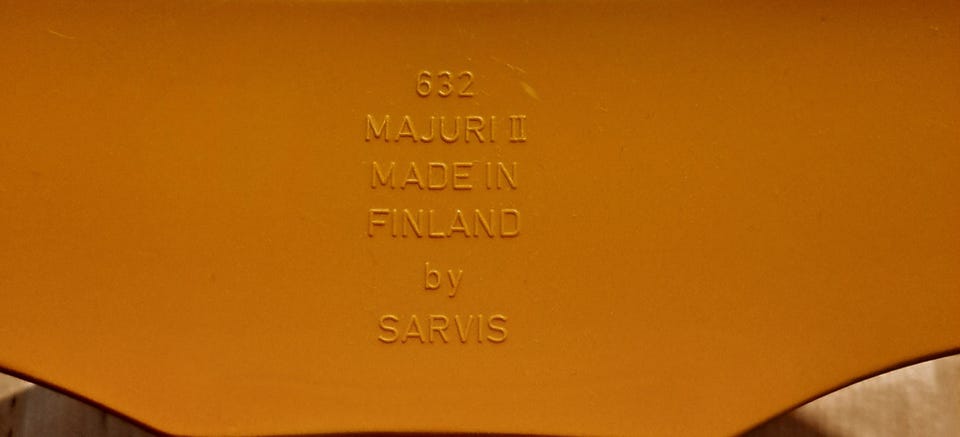 632
MAJURI II
MADE IN
FINLAND
by
SARVIS